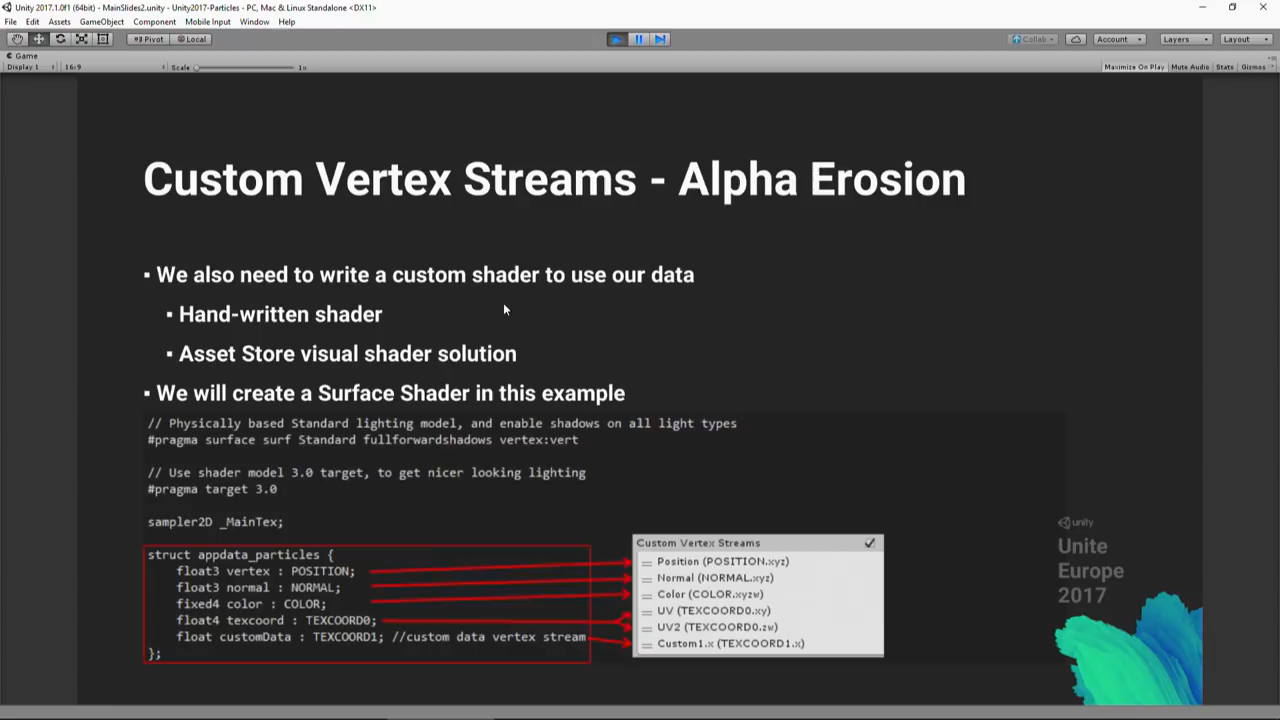 Unity 2017.1.0f1 (64bit) - MainSlides2.unity - Unity2017-Particles - PC, Mac & Linux Standalone <DX11>
File Edit Assets GameObject Component Mobile Input Window Help
Pivot Local Collab Account Layers Layout
Game
Display 1 16:9 Scale 1x Maximize On Play Mute Audio Stats Gizmos
Custom Vertex Streams - Alpha Erosion
▪ We also need to write a custom shader to use our data
▪ Hand-written shader
▪ Asset Store visual shader solution
▪ We will create a Surface Shader in this example
// Physically based Standard lighting model, and enable shadows on all light types
#pragma surface surf Standard fullforwardshadows vertex:vert
// Use shader model 3.0 target, to get nicer looking lighting
#pragma target 3.0
sampler2D _MainTex;
struct appdata_particles {
float3 vertex : POSITION;
float3 normal : NORMAL;
fixed4 color : COLOR;
float4 texcoord : TEXCOORD0;
float customData : TEXCOORD1; //custom data vertex stream
};
Custom Vertex Streams
Position (POSITION.xyz)
Normal (NORMAL.xyz)
Color (COLOR.xyzw)
UV (TEXCOORD0.xy)
UV2 (TEXCOORD0.zw)
Custom1.x (TEXCOORD1.x)
unity
Unite
Europe
2017